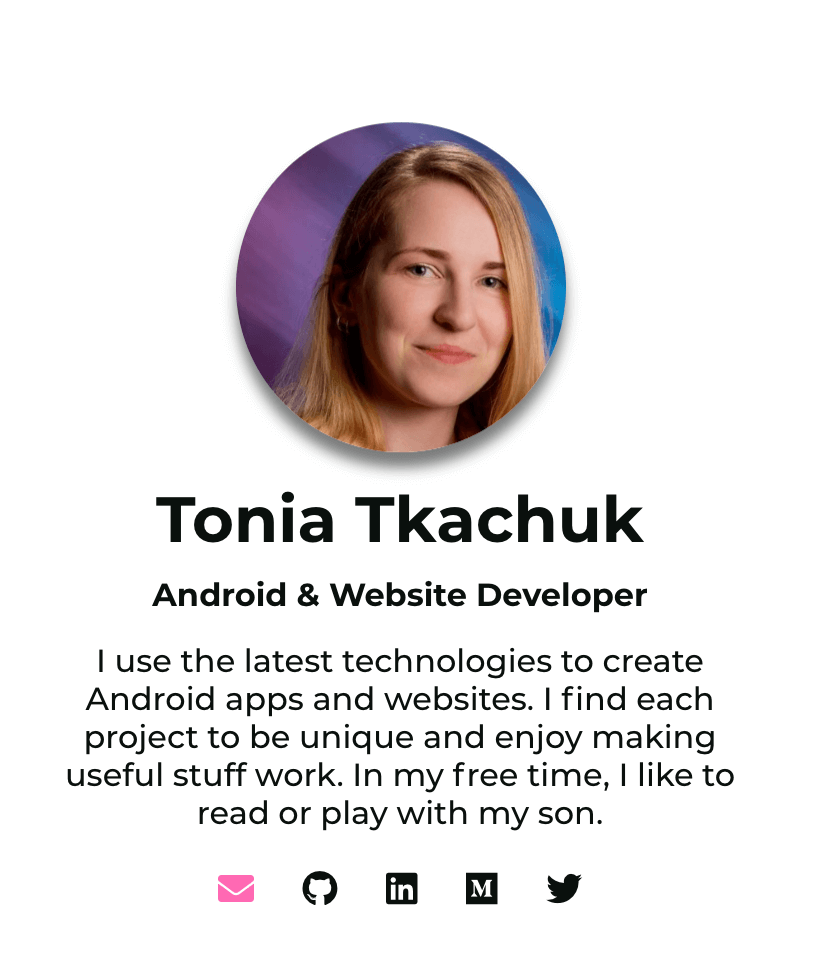 Tonia Tkachuk
Android & Website Developer
I use the latest technologies to create
Android apps and websites. I find each
project to be unique and enjoy making
useful stuff work. In my free time, I like to
read or play with my son.
in
M